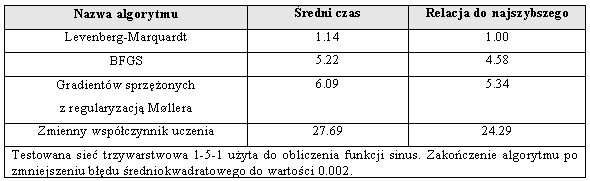 Nazwa algorytmu Średni czas Relacja do najszybszego
Levenberg-Marquardt 1.14 1.00
BFGS 5.22 4.58
Gradientów sprzężonych 6.09 5.34
z regularyzacją Møllera
Zmienny współczynnik uczenia 27.69 24.29
Testowana sieć trzywarstwowa 1-5-1 użyta do obliczenia funkcji sinus. Zakończenie algorytmu po
zmniejszeniu błędu średniokwadratowego do wartości 0.002.